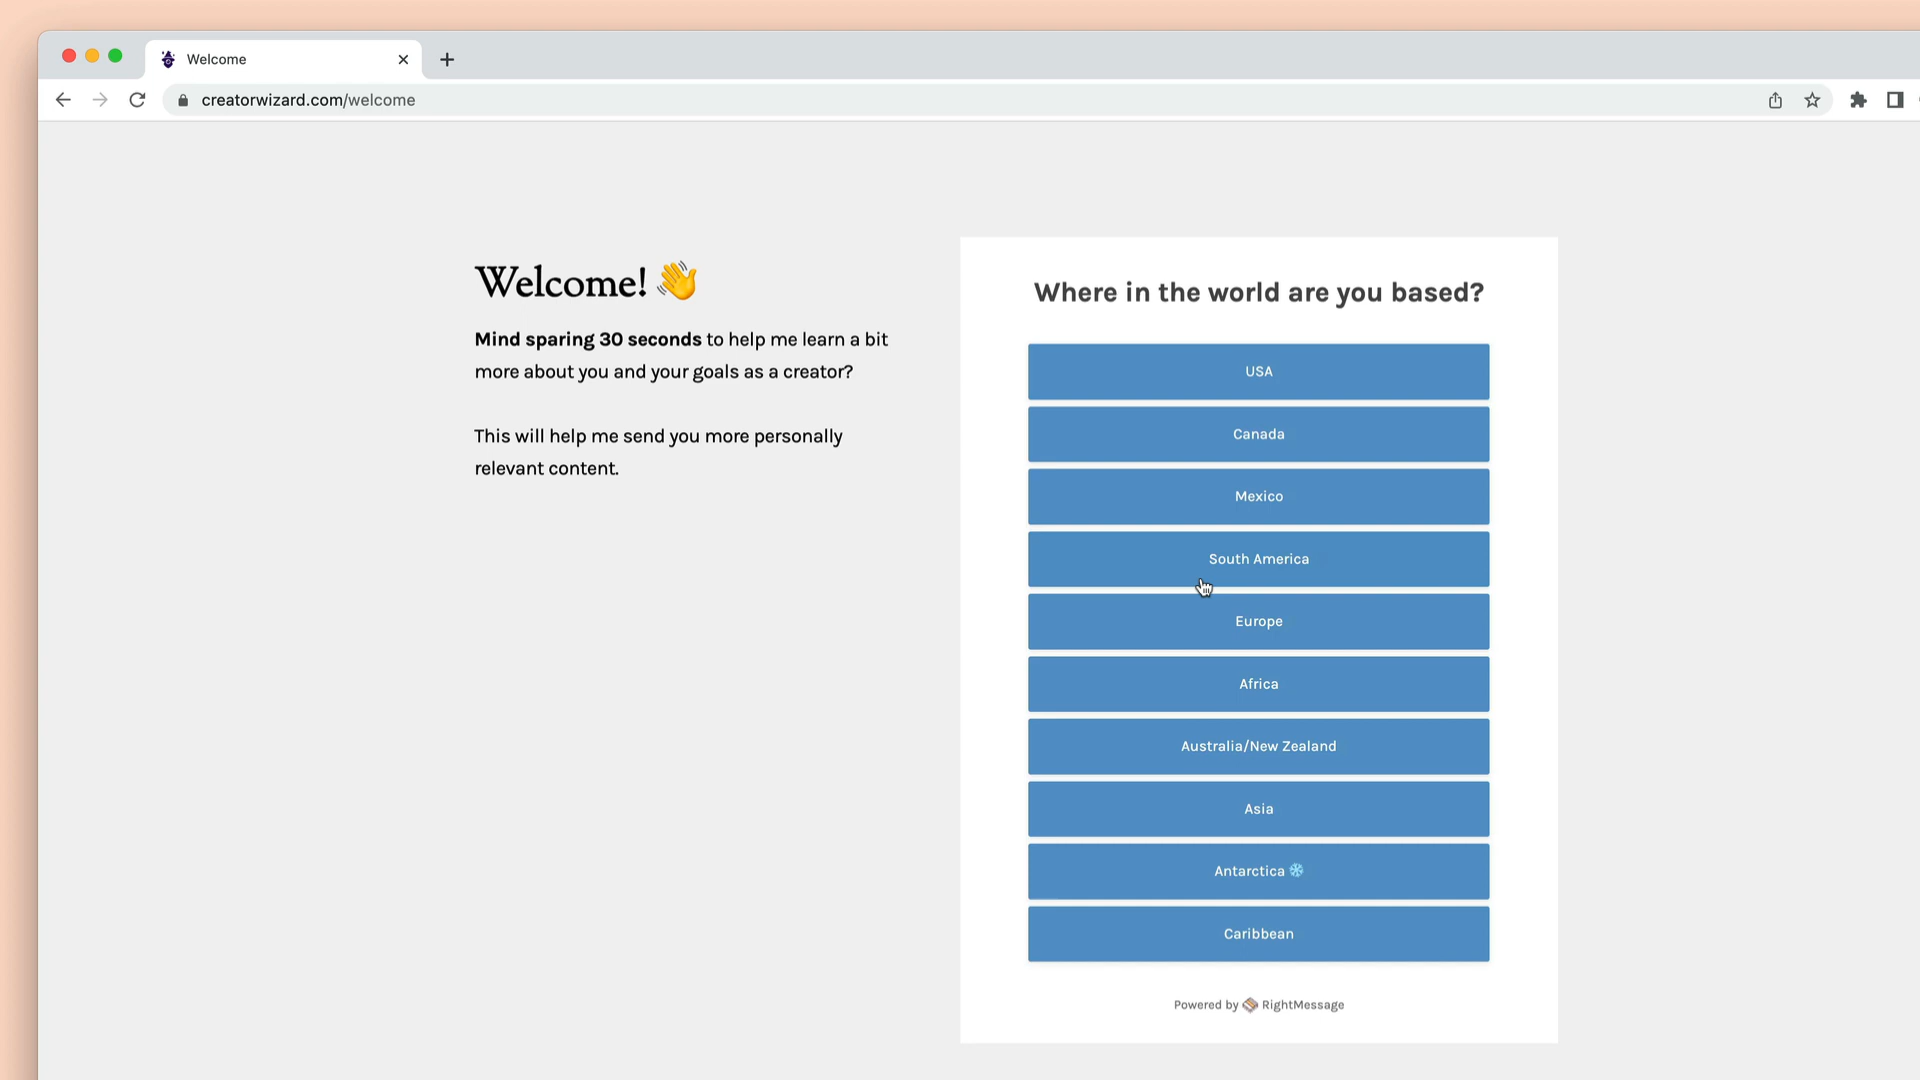 Welcome
creatorwizard.com/welcome
Welcome! 👋
Mind sparing 30 seconds to help me learn a bit
more about you and your goals as a creator?
This will help me send you more personally
relevant content.
Where in the world are you based?
USA
Canada
Mexico
South America
Europe
Africa
Australia/New Zealand
Asia
Antarctica ❄️
Caribbean
Powered by RightMessage